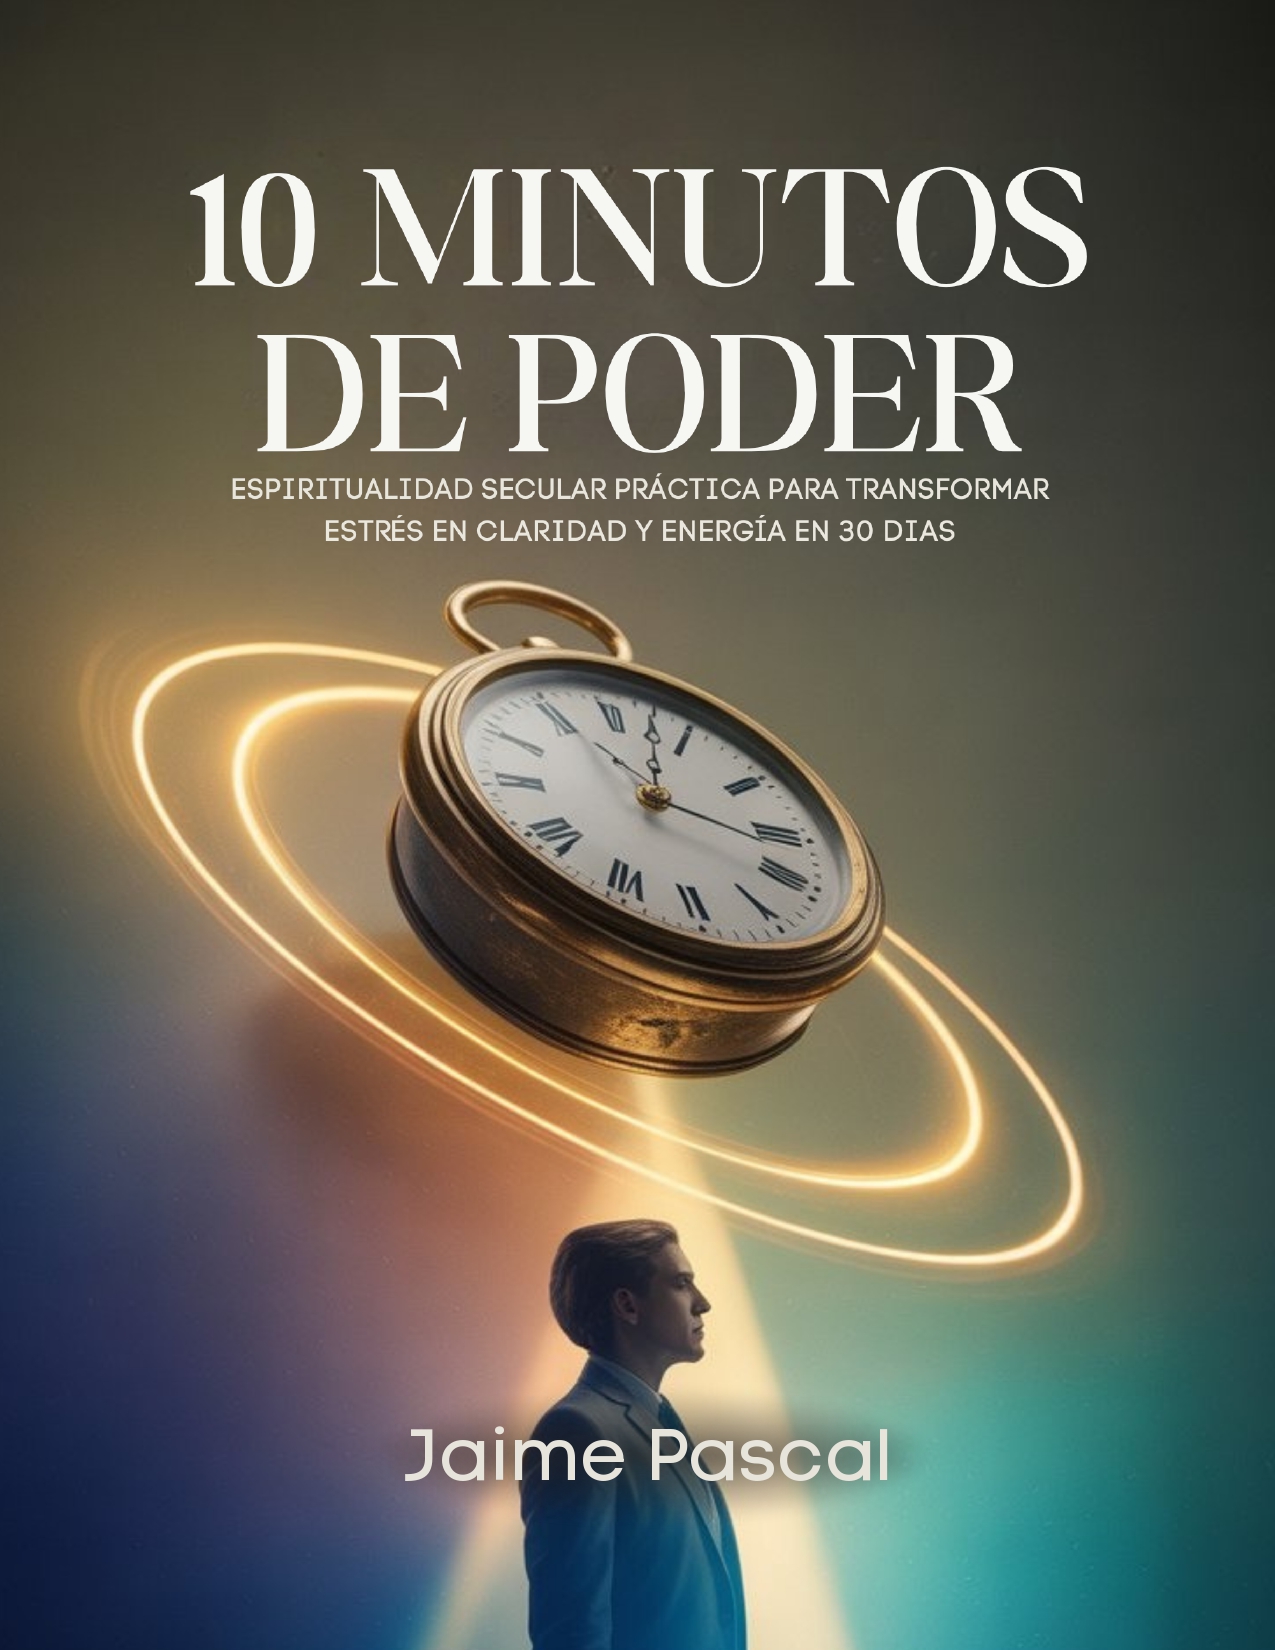 10 MINUTOS
DE PODER
ESPIRITUALIDAD SECULAR PRÁCTICA PARA TRANSFORMAR
ESTRÉS EN CLARIDAD Y ENERGÍA EN 30 DIAS
Jaime Pascal